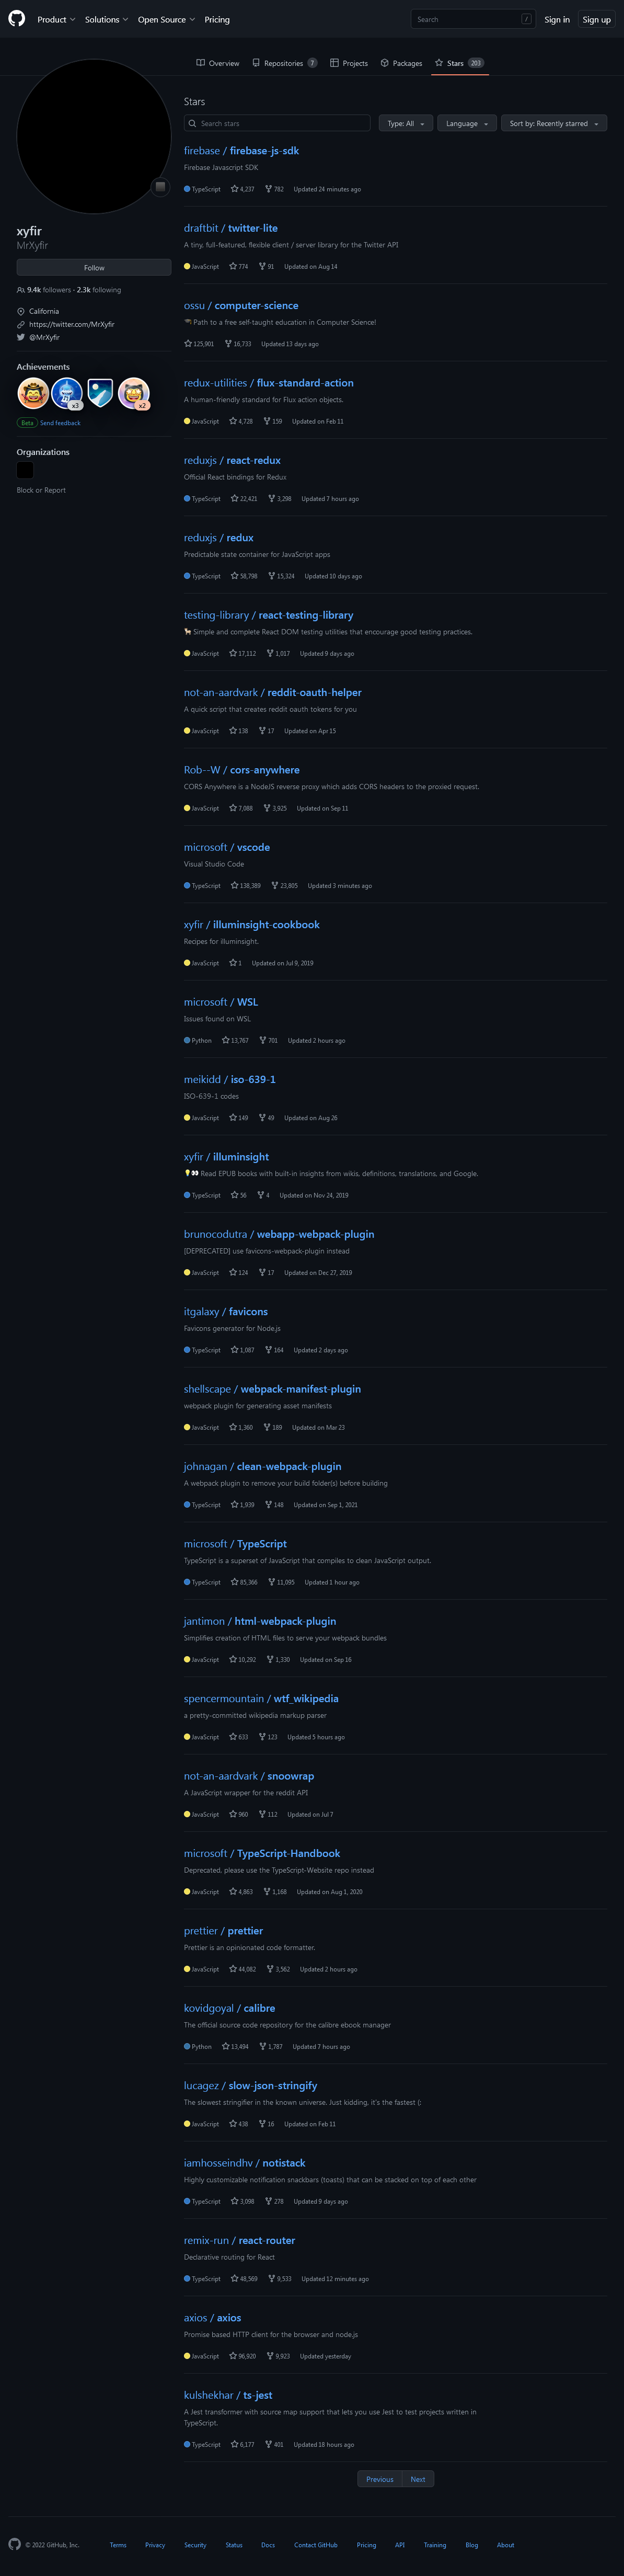 Product Solutions Open Source Pricing Search / Sign in Sign up
Overview Repositories 7 Projects Packages Stars 203
xyfir
MrXyfir
Follow
9.4k followers · 2.3k following
California
https://twitter.com/MrXyfir
@MrXyfir
Achievements
x3 x2
Beta Send feedback
Organizations
Block or Report
Stars
Search stars Type: All Language Sort by: Recently starred
firebase / firebase-js-sdk
Firebase Javascript SDK
TypeScript 4,237 782 Updated 24 minutes ago
draftbit / twitter-lite
A tiny, full-featured, flexible client / server library for the Twitter API
JavaScript 774 91 Updated on Aug 14
ossu / computer-science
Path to a free self-taught education in Computer Science!
125,901 16,733 Updated 13 days ago
redux-utilities / flux-standard-action
A human-friendly standard for Flux action objects.
JavaScript 4,728 159 Updated on Feb 11
reduxjs / react-redux
Official React bindings for Redux
TypeScript 22,421 3,298 Updated 7 hours ago
reduxjs / redux
Predictable state container for JavaScript apps
TypeScript 58,798 15,324 Updated 10 days ago
testing-library / react-testing-library
Simple and complete React DOM testing utilities that encourage good testing practices.
JavaScript 17,112 1,017 Updated 9 days ago
not-an-aardvark / reddit-oauth-helper
A quick script that creates reddit oauth tokens for you
JavaScript 138 17 Updated on Apr 15
Rob--W / cors-anywhere
CORS Anywhere is a NodeJS reverse proxy which adds CORS headers to the proxied request.
JavaScript 7,088 3,925 Updated on Sep 11
microsoft / vscode
Visual Studio Code
TypeScript 138,389 23,805 Updated 3 minutes ago
xyfir / illuminsight-cookbook
Recipes for illuminsight.
JavaScript 1 Updated on Jul 9, 2019
microsoft / WSL
Issues found on WSL
Python 13,767 701 Updated 2 hours ago
meikidd / iso-639-1
ISO-639-1 codes
JavaScript 149 49 Updated on Aug 26
xyfir / illuminsight
Read EPUB books with built-in insights from wikis, definitions, translations, and Google.
TypeScript 56 4 Updated on Nov 24, 2019
brunocodutra / webapp-webpack-plugin
[DEPRECATED] use favicons-webpack-plugin instead
JavaScript 124 17 Updated on Dec 27, 2019
itgalaxy / favicons
Favicons generator for Node.js
TypeScript 1,087 164 Updated 2 days ago
shellscape / webpack-manifest-plugin
webpack plugin for generating asset manifests
JavaScript 1,360 189 Updated on Mar 23
johnagan / clean-webpack-plugin
A webpack plugin to remove your build folder(s) before building
TypeScript 1,939 148 Updated on Sep 1, 2021
microsoft / TypeScript
TypeScript is a superset of JavaScript that compiles to clean JavaScript output.
TypeScript 85,366 11,095 Updated 1 hour ago
jantimon / html-webpack-plugin
Simplifies creation of HTML files to serve your webpack bundles
JavaScript 10,292 1,330 Updated on Sep 16
spencermountain / wtf_wikipedia
a pretty-committed wikipedia markup parser
JavaScript 633 123 Updated 5 hours ago
not-an-aardvark / snoowrap
A JavaScript wrapper for the reddit API
JavaScript 960 112 Updated on Jul 7
microsoft / TypeScript-Handbook
Deprecated, please use the TypeScript-Website repo instead
JavaScript 4,863 1,168 Updated on Aug 1, 2020
prettier / prettier
Prettier is an opinionated code formatter.
JavaScript 44,082 3,562 Updated 2 hours ago
kovidgoyal / calibre
The official source code repository for the calibre ebook manager
Python 13,494 1,787 Updated 7 hours ago
lucagez / slow-json-stringify
The slowest stringifier in the known universe. Just kidding, it's the fastest (;
JavaScript 438 16 Updated on Feb 11
iamhosseindhv / notistack
Highly customizable notification snackbars (toasts) that can be stacked on top of each other
TypeScript 3,098 278 Updated 9 days ago
remix-run / react-router
Declarative routing for React
TypeScript 48,569 9,533 Updated 12 minutes ago
axios / axios
Promise based HTTP client for the browser and node.js
JavaScript 96,920 9,923 Updated yesterday
kulshekhar / ts-jest
A Jest transformer with source map support that lets you use Jest to test projects written in
TypeScript.
TypeScript 6,177 401 Updated 18 hours ago
Previous Next
© 2022 GitHub, Inc. Terms Privacy Security Status Docs Contact GitHub Pricing API Training Blog About